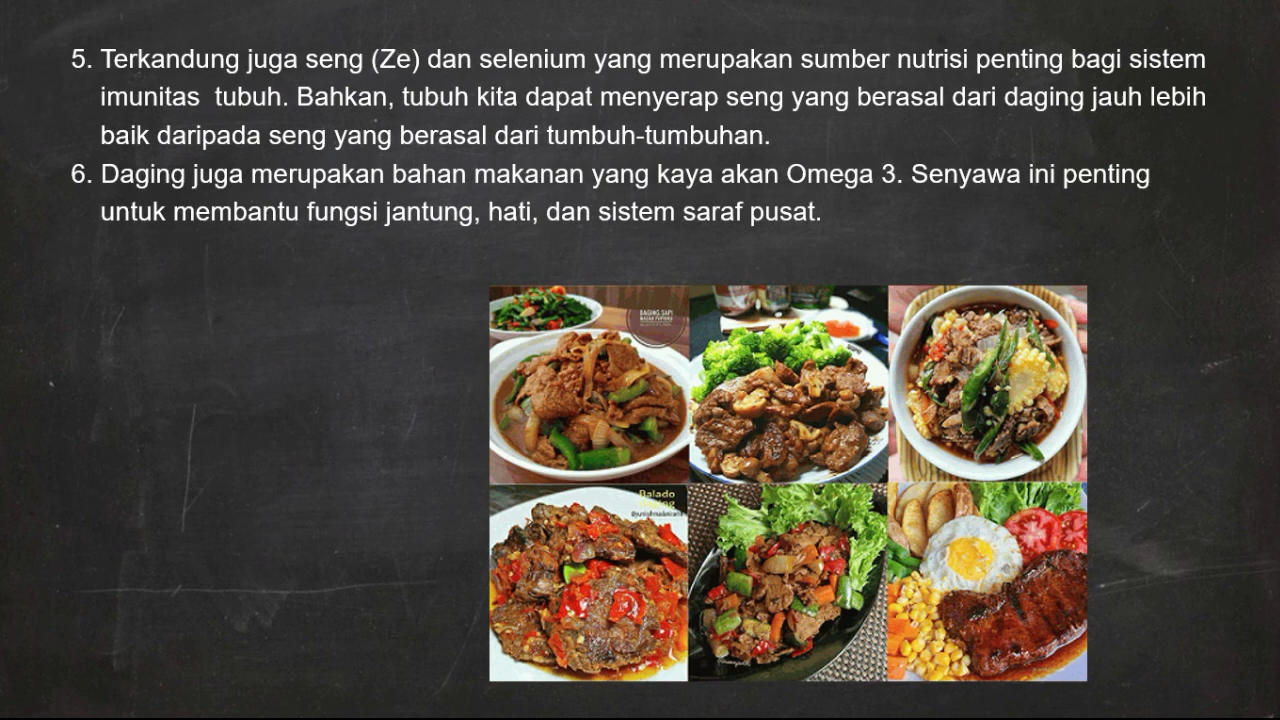 5. Terkandung juga seng (Ze) dan selenium yang merupakan sumber nutrisi penting bagi sistem
imunitas  tubuh. Bahkan, tubuh kita dapat menyerap seng yang berasal dari daging jauh lebih
baik daripada seng yang berasal dari tumbuh-tumbuhan.
6. Daging juga merupakan bahan makanan yang kaya akan Omega 3. Senyawa ini penting
untuk membantu fungsi jantung, hati, dan sistem saraf pusat.
DAGING SAPI
Balado